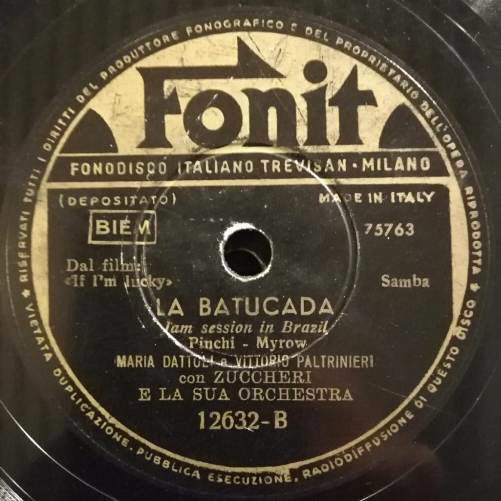 RISERVATI TUTTI I DIRITTI DEL PRODUTTORE FONOGRAFICO E DEL PROPRIETARIO DELL'OPERA RIPRODOTTA
Fonit
FONODISCO ITALIANO TREVISAN • MILANO
(DEPOSITATO)
MADE IN ITALY
BIEM
75763
Dal film:
«If I'm lucky»
Samba
LA BATUCADA
Jam session in Brazil
Pinchi - Myrow
MARIA DATTOLI e VITTORIO PALTRINIERI
con ZUCCHERI
E LA SUA ORCHESTRA
12632-B
VIETATA DUPLICAZIONE, PUBBLICA ESECUZIONE, RADIODIFFUSIONE DI QUESTO DISCO